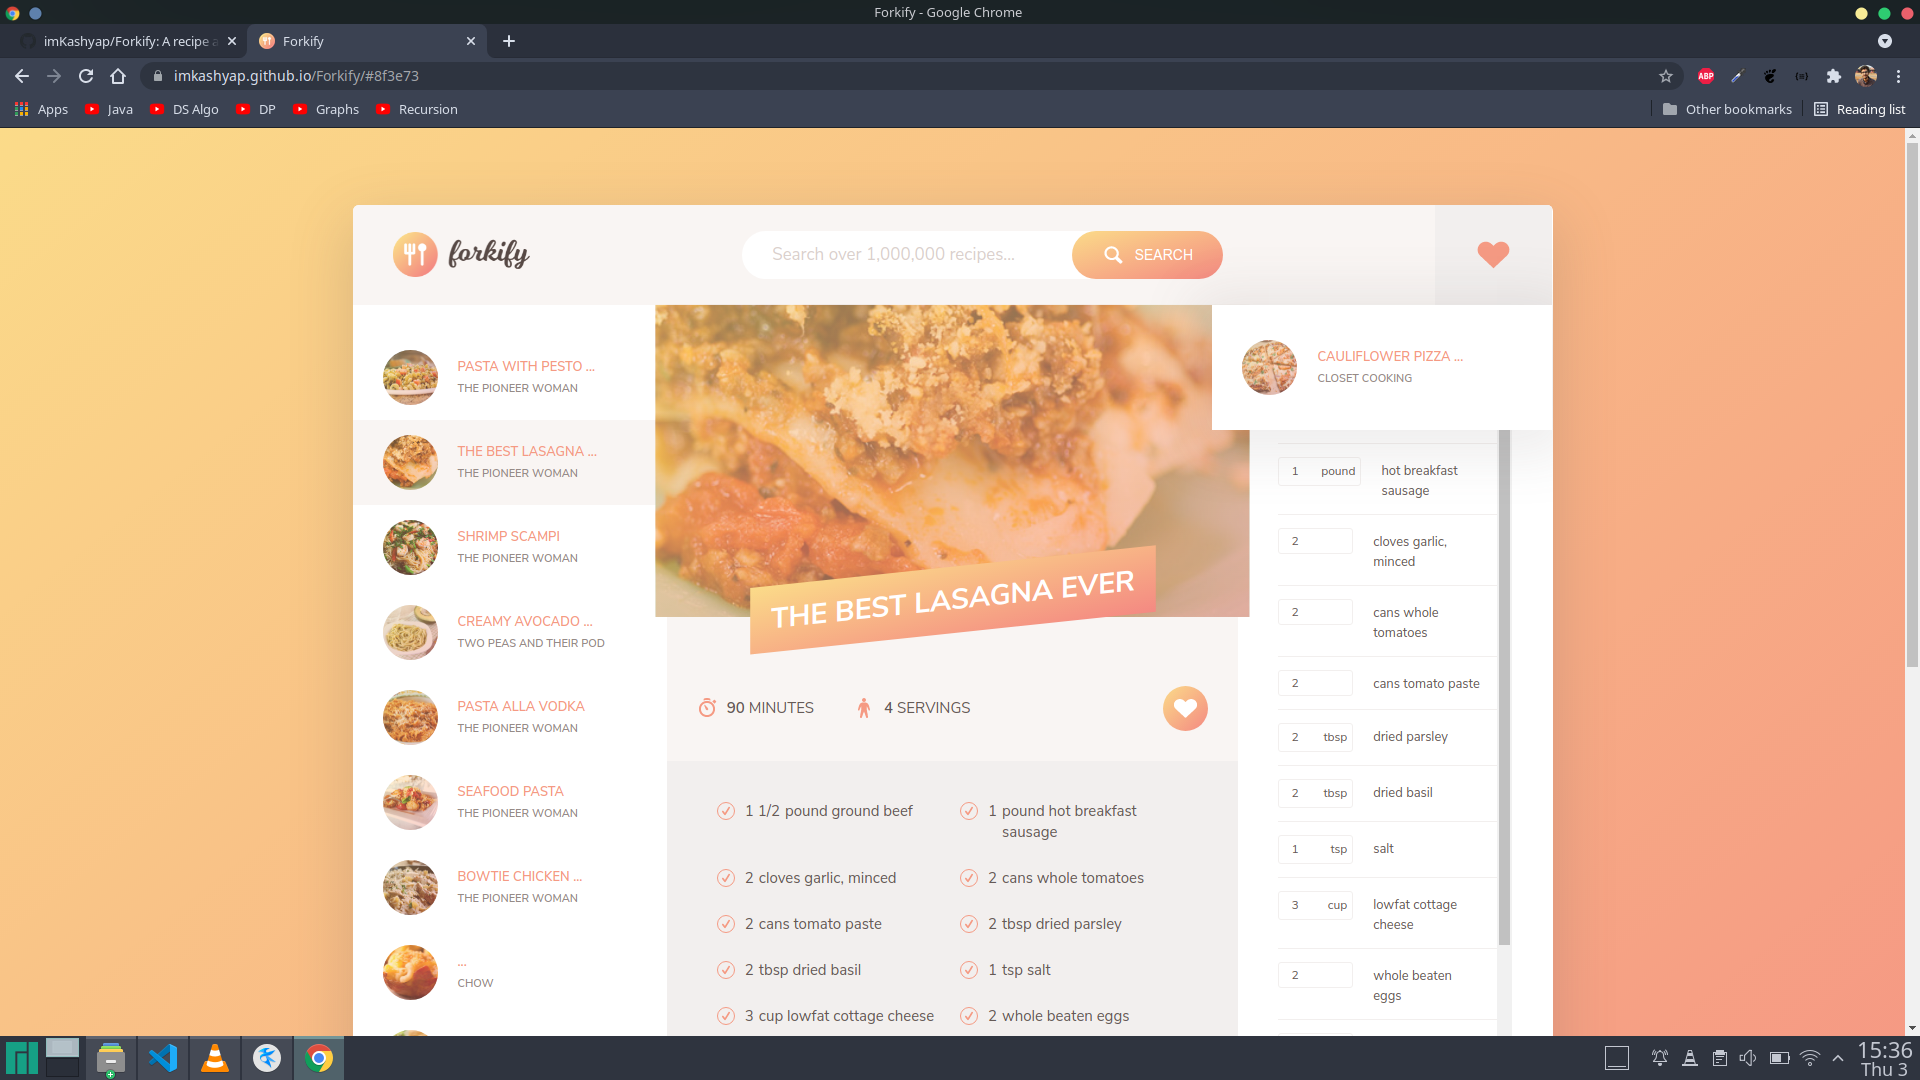 Forkify - Google Chrome
imKashyap/Forkify: A recipe a
Forkify
imkashyap.github.io/Forkify/#8f3e73
ABP
Apps
Java
DS Algo
DP
Graphs
Recursion
Other bookmarks
Reading list
forkify
Search over 1,000,000 recipes...
SEARCH
PASTA WITH PESTO ...
THE PIONEER WOMAN
THE BEST LASAGNA ...
THE PIONEER WOMAN
SHRIMP SCAMPI
THE PIONEER WOMAN
CREAMY AVOCADO ...
TWO PEAS AND THEIR POD
PASTA ALLA VODKA
THE PIONEER WOMAN
SEAFOOD PASTA
THE PIONEER WOMAN
BOWTIE CHICKEN ...
THE PIONEER WOMAN
...
CHOW
THE BEST LASAGNA EVER
90 MINUTES
4 SERVINGS
1 1/2 pound ground beef
1 pound hot breakfast
sausage
2 cloves garlic, minced
2 cans whole tomatoes
2 cans tomato paste
2 tbsp dried parsley
2 tbsp dried basil
1 tsp salt
3 cup lowfat cottage cheese
2 whole beaten eggs
CAULIFLOWER PIZZA ...
CLOSET COOKING
1 pound hot breakfast
sausage
2 cloves garlic,
minced
2 cans whole
tomatoes
2 cans tomato paste
2 tbsp dried parsley
2 tbsp dried basil
1 tsp salt
3 cup lowfat cottage
cheese
2 whole beaten
eggs
15:36
Thu 3